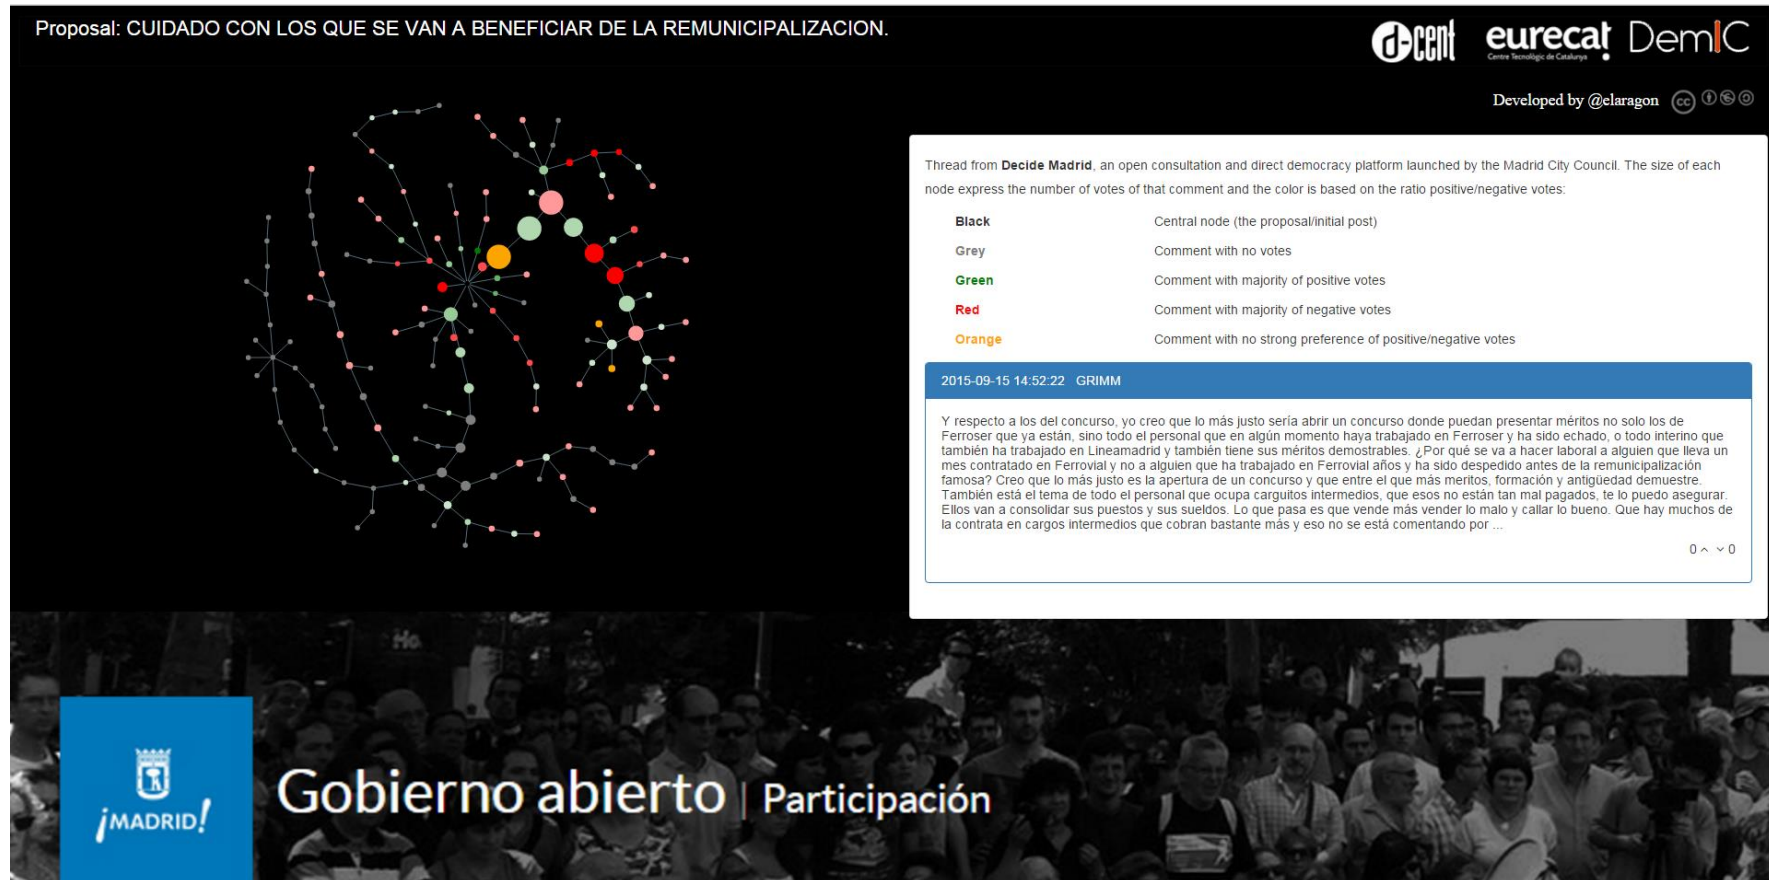 Proposal: CUIDADO CON LOS QUE SE VAN A BENEFICIAR DE LA REMUNICIPALIZACION.
d-cent
eurecat
Centre Tecnològic de Catalunya
DemIC
Developed by @elaragon
cc
Thread from Decide Madrid, an open consultation and direct democracy platform launched by the Madrid City Council. The size of each
node express the number of votes of that comment and the color is based on the ratio positive/negative votes:
Black Central node (the proposal/initial post)
Grey Comment with no votes
Green Comment with majority of positive votes
Red Comment with majority of negative votes
Orange Comment with no strong preference of positive/negative votes
2015-09-15 14:52:22 GRIMM
Y respecto a los del concurso, yo creo que lo más justo sería abrir un concurso donde puedan presentar méritos no solo los de
Ferroser que ya están, sino todo el personal que en algún momento haya trabajado en Ferroser y ha sido echado, o todo interino que
también ha trabajado en Lineamadrid y también tiene sus méritos demostrables. ¿Por qué se va a hacer laboral a alguien que lleva un
mes contratado en Ferrovial y no a alguien que ha trabajado en Ferrovial años y ha sido despedido antes de la remunicipalización
famosa? Creo que lo más justo es la apertura de un concurso y que entre el que más meritos, formación y antigüedad demuestre.
También está el tema de todo el personal que ocupa carguitos intermedios, que esos no están tan mal pagados, te lo puedo asegurar.
Ellos van a consolidar sus puestos y sus sueldos. Lo que pasa es que vende más vender lo malo y callar lo bueno. Que hay muchos de
la contrata en cargos intermedios que cobran bastante más y eso no se está comentando por ...
0 0
¡MADRID!
Gobierno abierto | Participación